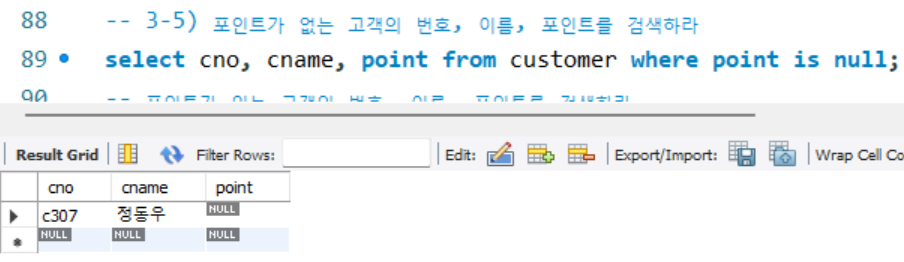 88 -- 3-5) 포인트가 없는 고객의 번호, 이름, 포인트를 검색하라
89 select cno, cname, point from customer where point is null;
90 --
Result Grid Filter Rows: Edit: Export/Import: Wrap Cell Co
cno cname point
c307 정동우 NULL
NULL NULL NULL